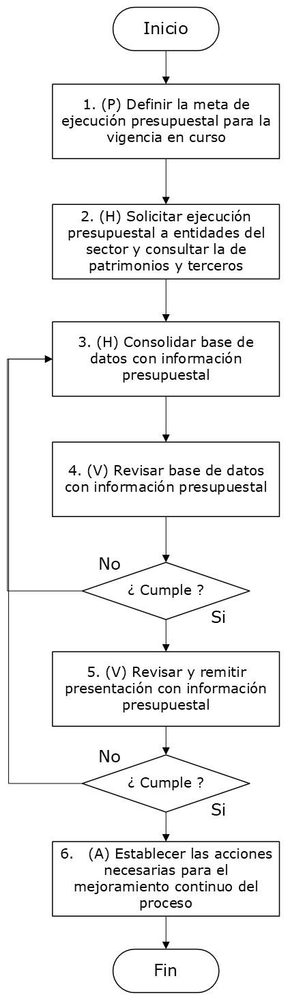 Inicio
1. (P) Definir la meta de
ejecución presupuestal para la
vigencia en curso
2. (H) Solicitar ejecución
presupuestal a entidades del
sector y consultar la de
patrimonios y terceros
3. (H) Consolidar base de
datos con información
presupuestal
4. (V) Revisar base de datos
con información presupuestal
No
¿ Cumple ?
Si
5. (V) Revisar y remitir
presentación con información
presupuestal
No
¿ Cumple ?
Si
6. (A) Establecer las acciones
necesarias para el
mejoramiento continuo del
proceso
Fin